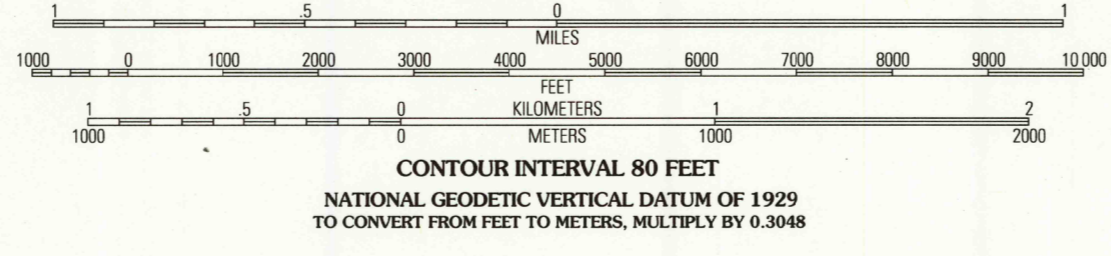 1 .5 0 1
MILES
1000 0 1000 2000 3000 4000 5000 6000 7000 8000 9000 10 000
FEET
1 .5 0 KILOMETERS 1 2
1000 0 METERS 1000 2000
CONTOUR INTERVAL 80 FEET
NATIONAL GEODETIC VERTICAL DATUM OF 1929
TO CONVERT FROM FEET TO METERS, MULTIPLY BY 0.3048